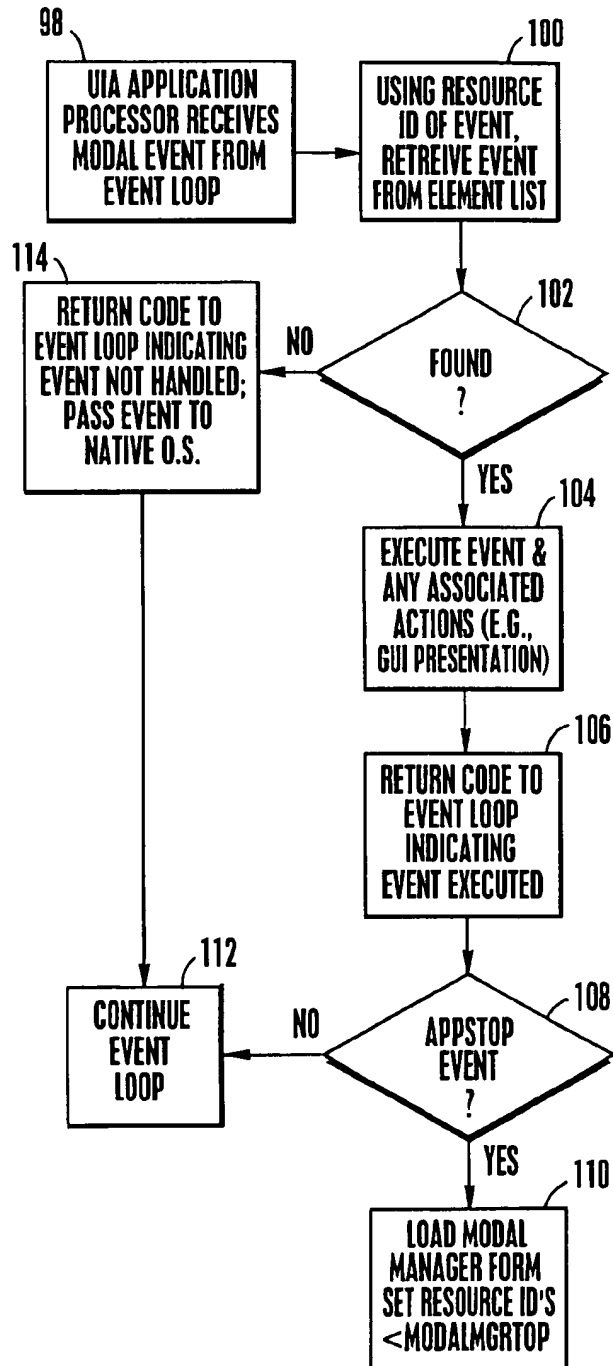 98
UIA APPLICATION
PROCESSOR RECEIVES
MODAL EVENT FROM
EVENT LOOP
100
USING RESOURCE
ID OF EVENT,
RETREIVE EVENT
FROM ELEMENT LIST
102
FOUND
?
NO
YES
114
RETURN CODE TO
EVENT LOOP INDICATING
EVENT NOT HANDLED;
PASS EVENT TO
NATIVE O.S.
104
EXECUTE EVENT &
ANY ASSOCIATED
ACTIONS (E.G.,
GUI PRESENTATION)
106
RETURN CODE TO
EVENT LOOP
INDICATING
EVENT EXECUTED
108
APPSTOP
EVENT
?
NO
YES
112
CONTINUE
EVENT
LOOP
110
LOAD MODAL
MANAGER FORM
SET RESOURCE ID'S
<MODALMGRTOP